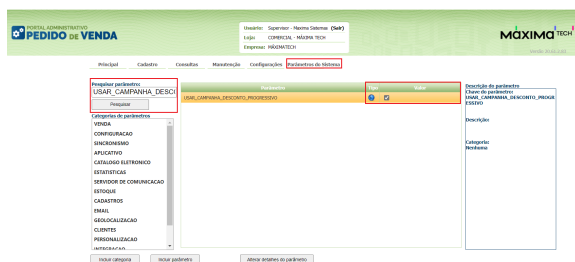 PORTAL ADMINISTRATIVO
PEDIDO DE VENDA
Usuário: Supervisor - Maxima Sistemas (Sair)
Loja: COMERCIAL - MÁXIMA TECH
Empresa: MÁXIMATECH
MÁXIMA TECH
Principal Cadastro Consultas Manutenção Configurações Parâmetros do Sistema
Pesquisar parâmetro:
USAR_CAMPANHA_DESCO
Pesquisar
Categorias de parâmetros
VENDA
CONFIGURACAO
SINCRONISMO
APLICATIVO
CATALOGO ELETRONICO
ESTATISTICAS
SERVIDOR DE COMUNICACAO
ESTOQUE
CADASTROS
EMAIL
GEOLOCALIZACAO
CLIENTES
PERSONALIZACAO
INTEGRACAO
Parâmetro Tipo Valor
USAR_CAMPANHA_DESCONTO_PROGRESSIVO
Descrição do parâmetro
Chave do parâmetro:
USAR_CAMPANHA_DESCONTO_PROGR
ESSIVO
Descrição:
Categoria:
Nenhuma
Incluir categoria Incluir parâmetro Alterar detalhes do parâmetro